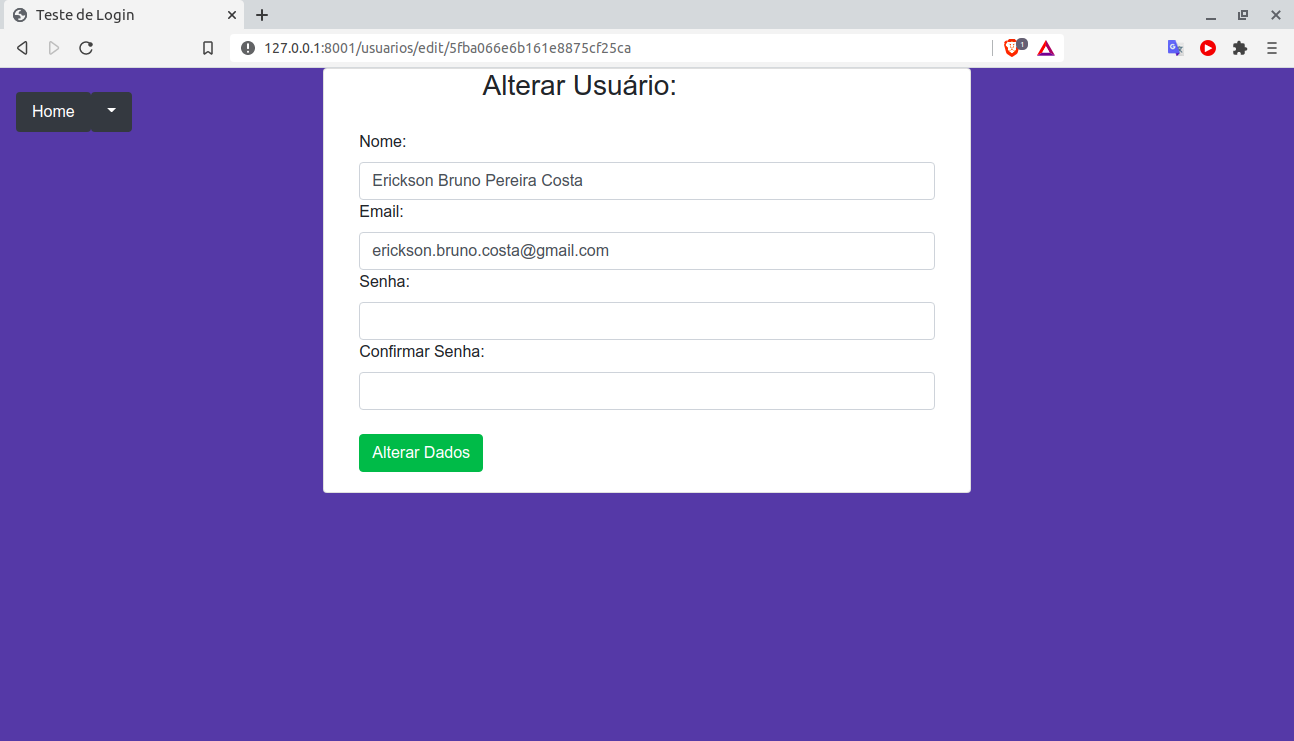 Teste de Login
127.0.0.1:8001/usuarios/edit/5fba066e6b161e8875cf25ca
1
Home
Alterar Usuário:
Nome:
Erickson Bruno Pereira Costa
Email:
erickson.bruno.costa@gmail.com
Senha:
Confirmar Senha:
Alterar Dados